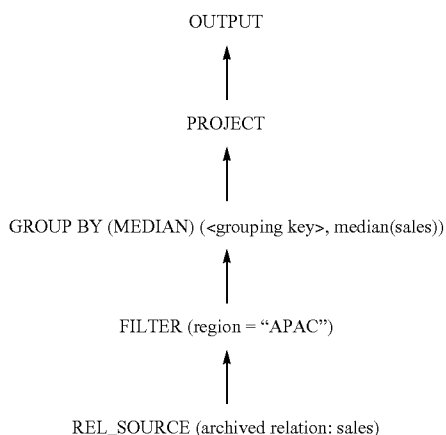 OUTPUT
PROJECT
GROUP BY (MEDIAN) (<grouping key>, median(sales))
FILTER (region = “APAC”)
REL_SOURCE (archived relation: sales)